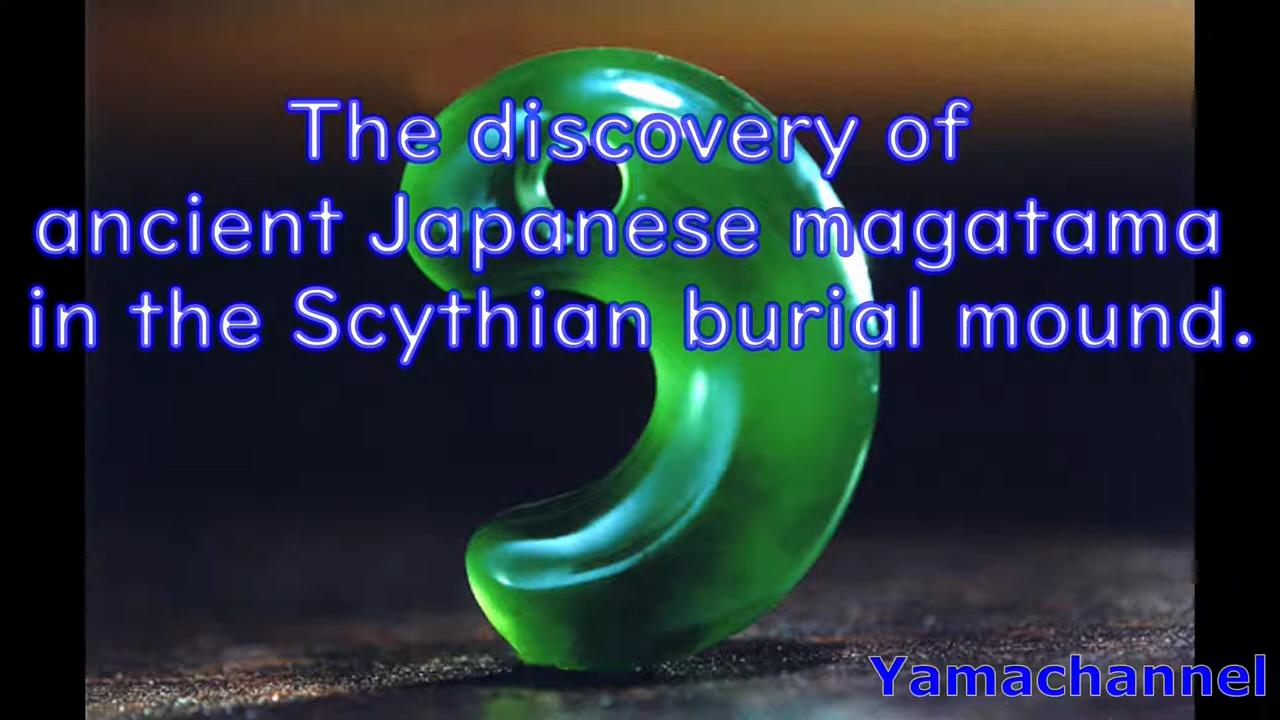 The discovery of
ancient Japanese magatama
in the Scythian burial mound.
Yamachannel